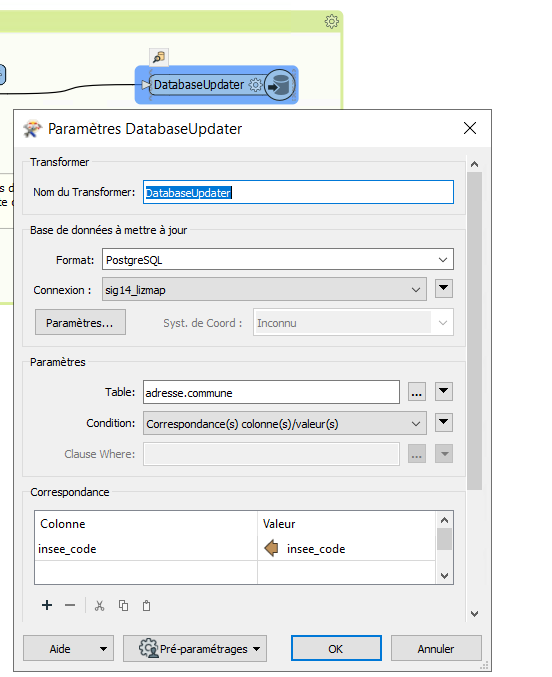 DatabaseUpdater
Paramètres DatabaseUpdater
Transformer
Nom du Transformer: DatabaseUpdater
Base de données à mettre à jour
Format: PostgreSQL
Connexion : sig14_lizmap
Paramètres... Syst. de Coord : Inconnu
Paramètres
Table: adresse.commune ...
Condition: Correspondance(s) colonne(s)/valeur(s)
Clause Where: ...
Correspondance
Colonne Valeur
insee_code insee_code
Aide Pré-paramétrages OK Annuler